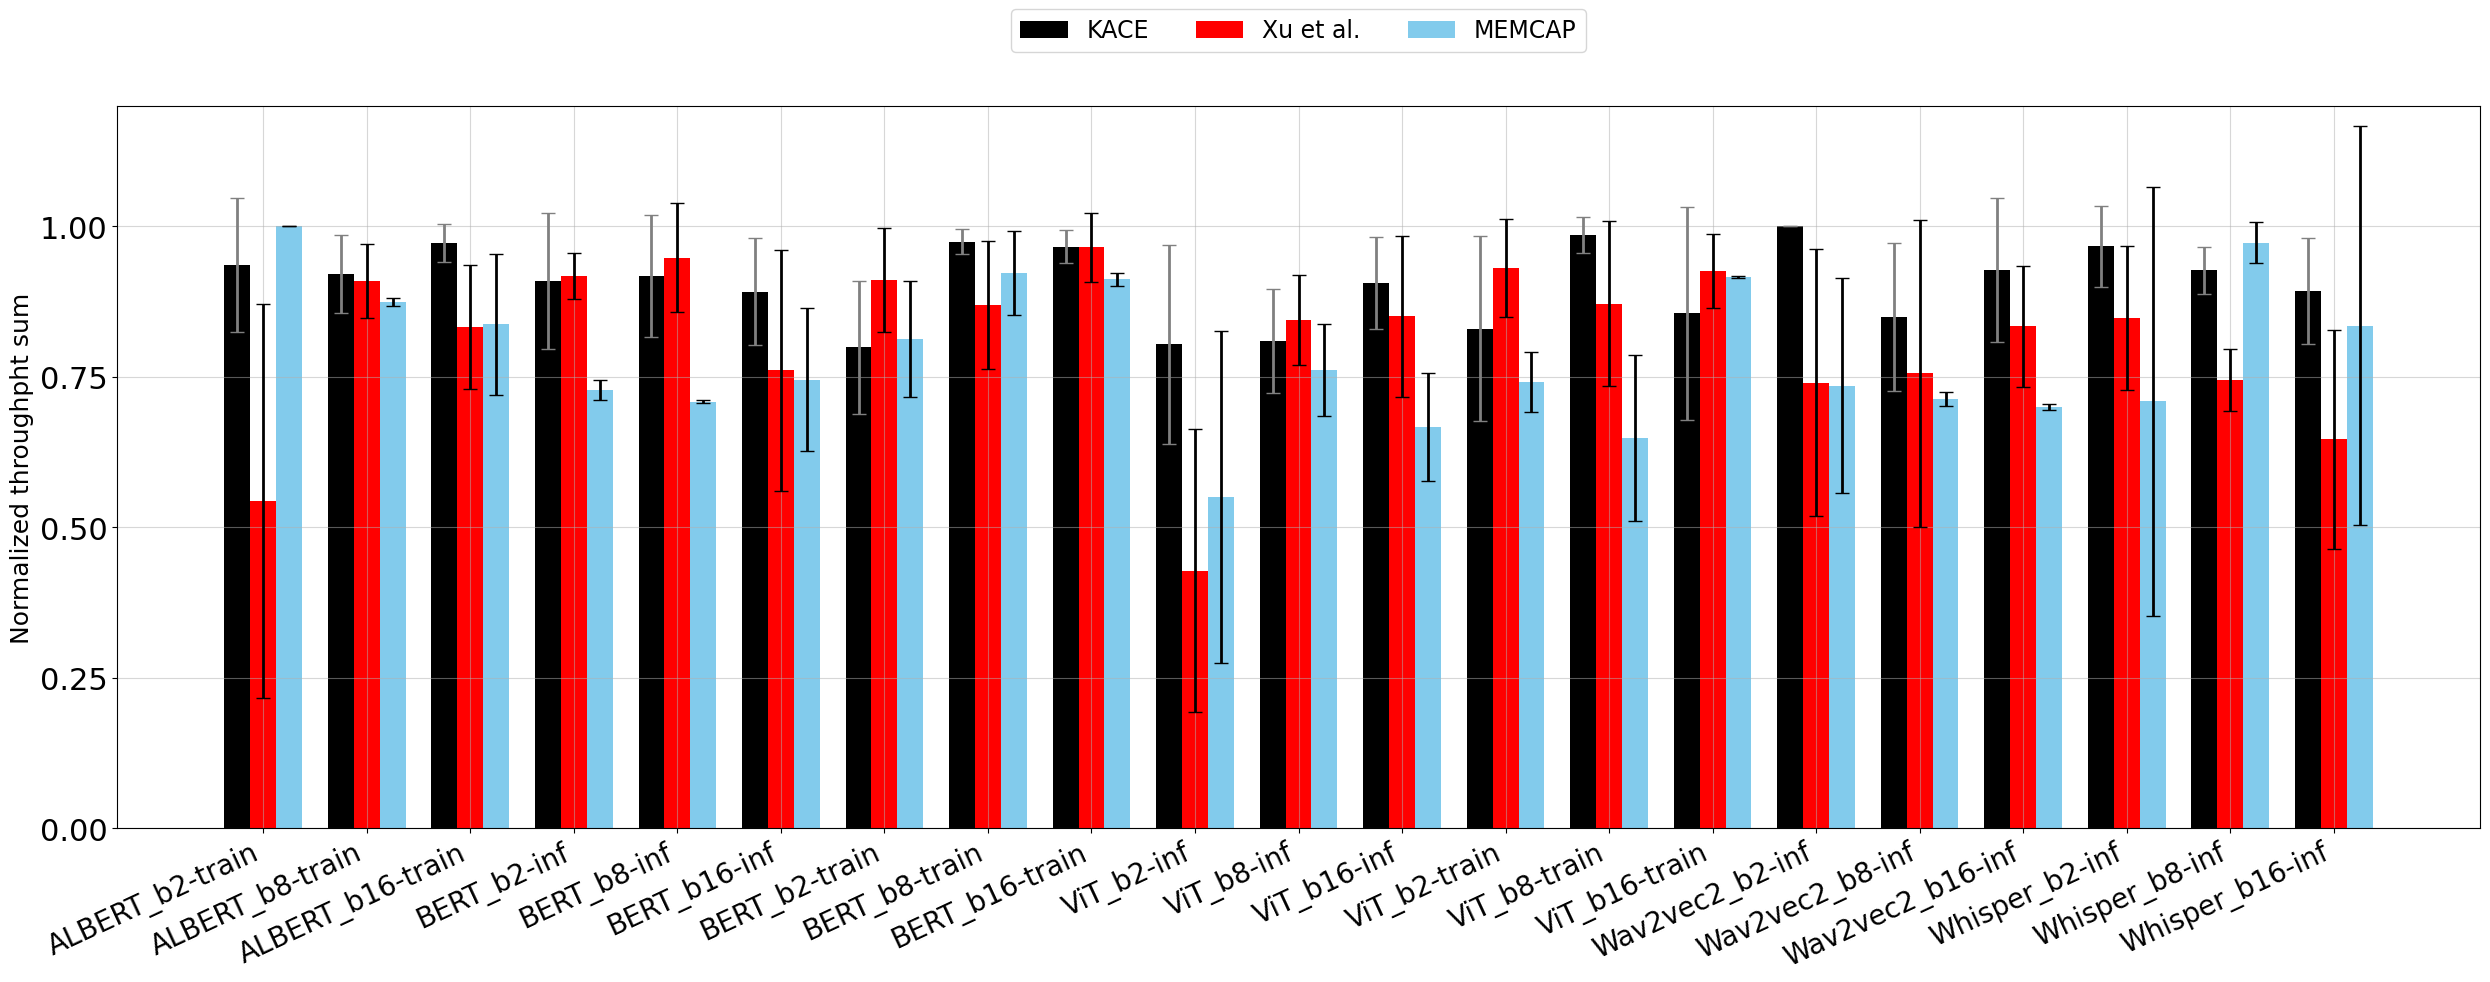 KACE
Xu et al.
MEMCAP
Normalized throughpht sum
1.00
0.75
0.50
0.25
0.00
ALBERT_b2-train
ALBERT_b8-train
ALBERT_b16-train
BERT_b2-inf
BERT_b8-inf
BERT_b16-inf
BERT_b2-train
BERT_b8-train
BERT_b16-train
ViT_b2-inf
ViT_b8-inf
ViT_b16-inf
ViT_b2-train
ViT_b8-train
ViT_b16-train
Wav2vec2_b2-inf
Wav2vec2_b8-inf
Wav2vec2_b16-inf
Whisper_b2-inf
Whisper_b8-inf
Whisper_b16-inf